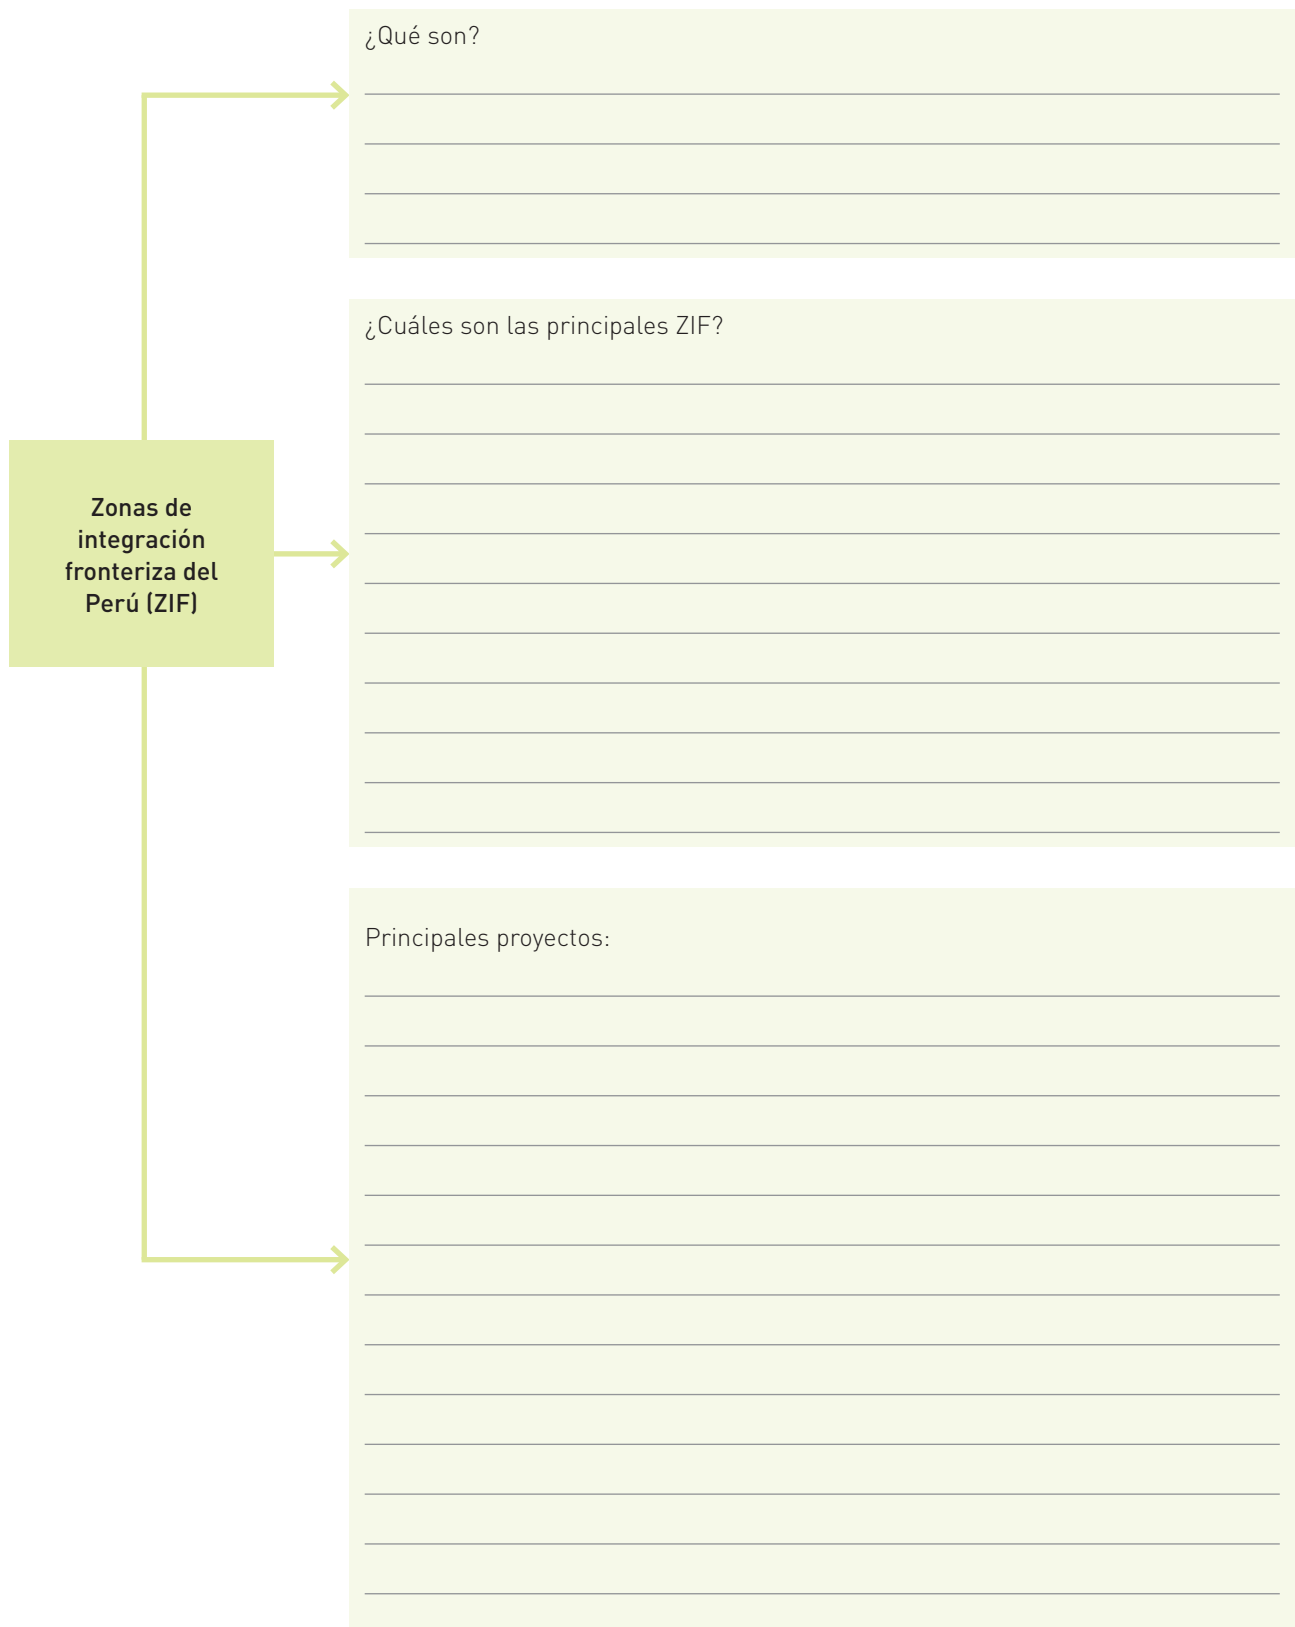 ¿Qué son?
¿Cuáles son las principales ZIF?
Zonas de
integración
fronteriza del
Perú (ZIF)
Principales proyectos: